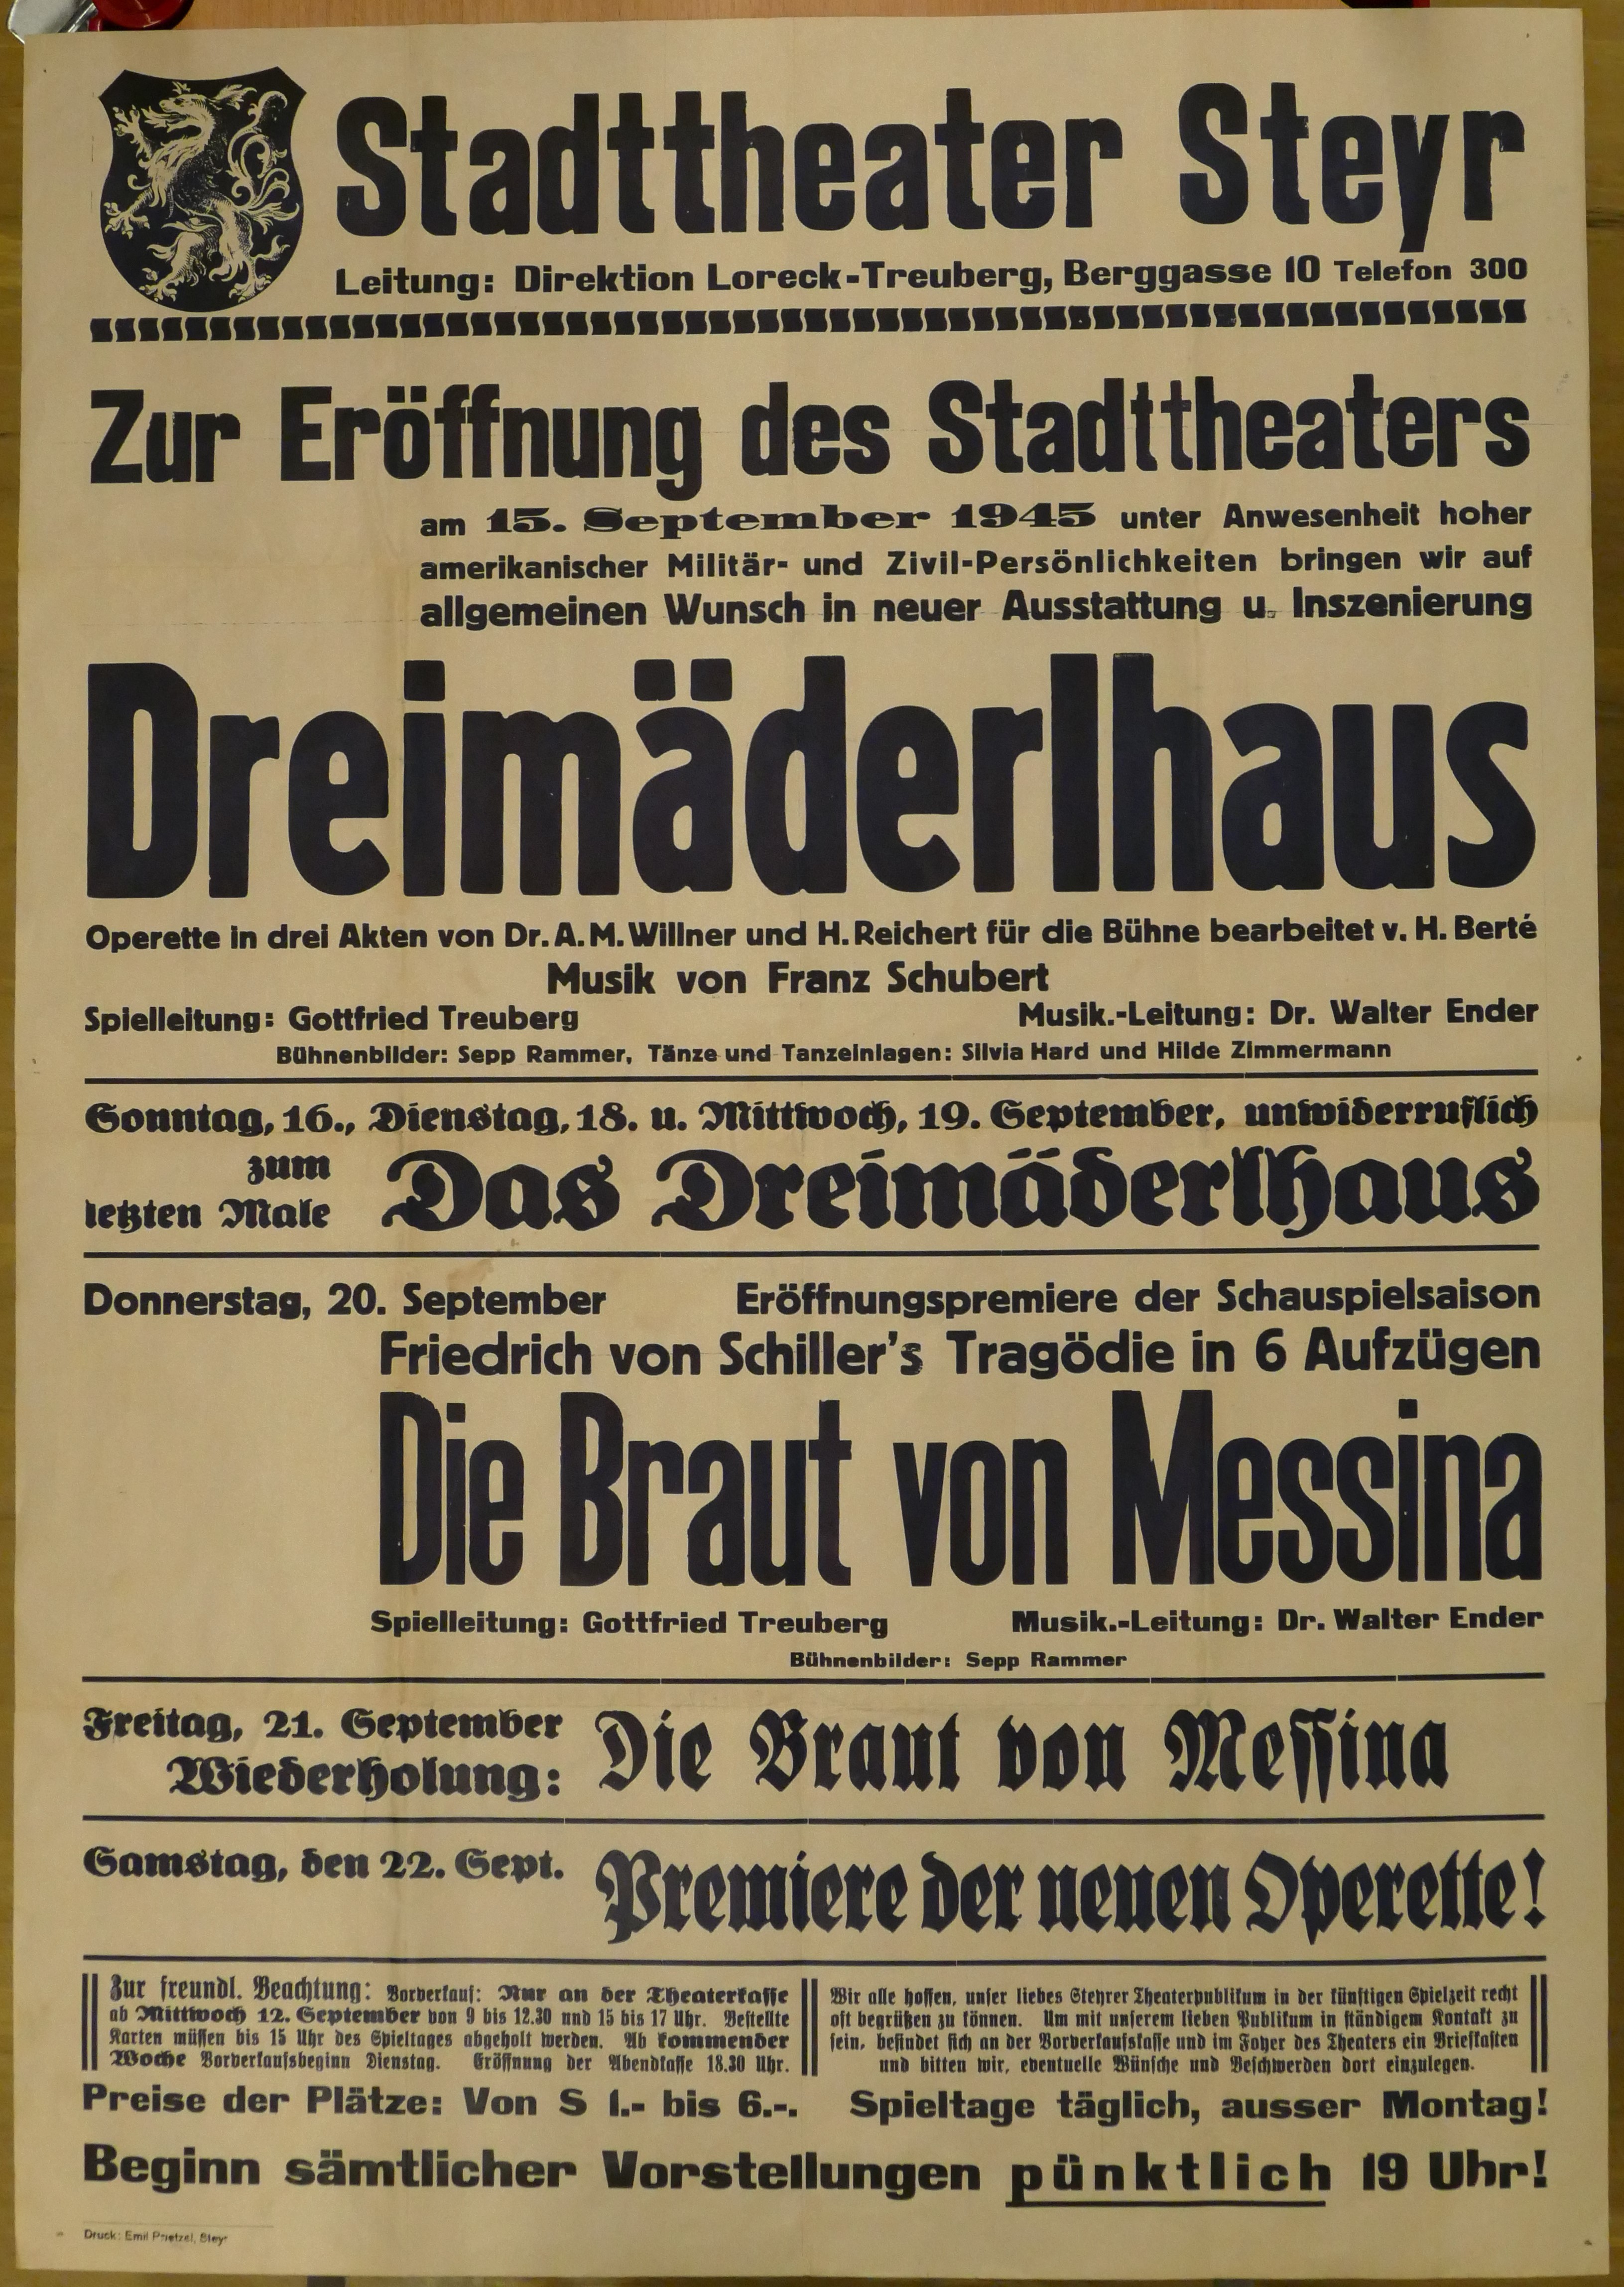 Stadttheater Steyr
Leitung: Direktion Loreck-Treuberg, Berggasse 10 Telefon 300
Zur Eröffnung des Stadttheaters
am 15. September 1945 unter Anwesenheit hoher
amerikanischer Militär- und Zivil-Persönlichkeiten bringen wir auf
allgemeinen Wunsch in neuer Ausstattung u. Inszenierung
Dreimäderlhaus
Operette in drei Akten von Dr. A. M. Willner und H. Reichert für die Bühne bearbeitet v. H. Berté
Musik von Franz Schubert
Spielleitung: Gottfried Treuberg Musik.-Leitung: Dr. Walter Ender
Bühnenbilder: Sepp Rammer, Tänze und Tanzeinlagen: Silvia Hard und Hilde Zimmermann
Sonntag, 16., Dienstag, 18. u. Mittwoch, 19. September, unwiderruflich
zum
letzten Male Das Dreimäderlhaus
Donnerstag, 20. September Eröffnungspremiere der Schauspielsaison
Friedrich von Schiller's Tragödie in 6 Aufzügen
Die Braut von Messina
Spielleitung: Gottfried Treuberg Musik.-Leitung: Dr. Walter Ender
Bühnenbilder: Sepp Rammer
Freitag, 21. September
Wiederholung: Die Braut von Messina
Samstag, den 22. Sept. Premiere der neuen Operette!
Zur freundl. Beachtung: Vorverkauf: Nur an der Theaterkasse
ab Mittwoch 12. September von 9 bis 12.30 und 15 bis 17 Uhr. Bestellte
Karten müssen bis 15 Uhr des Spieltages abgeholt werden. Ab kommender
Woche Vorverkaufsbeginn Dienstag. Eröffnung der Abendkasse 18.30 Uhr.
Wir alle hoffen, unser liebes Steyrer Theaterpublikum in der künftigen Spielzeit recht
oft begrüßen zu können. Um mit unserem lieben Publikum in ständigem Kontakt zu
sein, befindet sich an der Vorverkaufskasse und im Foyer des Theaters ein Briefkasten
und bitten wir, eventuelle Wünsche und Beschwerden dort einzulegen.
Preise der Plätze: Von S 1.- bis 6.-. Spieltage täglich, ausser Montag!
Beginn sämtlicher Vorstellungen pünktlich 19 Uhr!
Druck: Emil Prietzel, Steyr